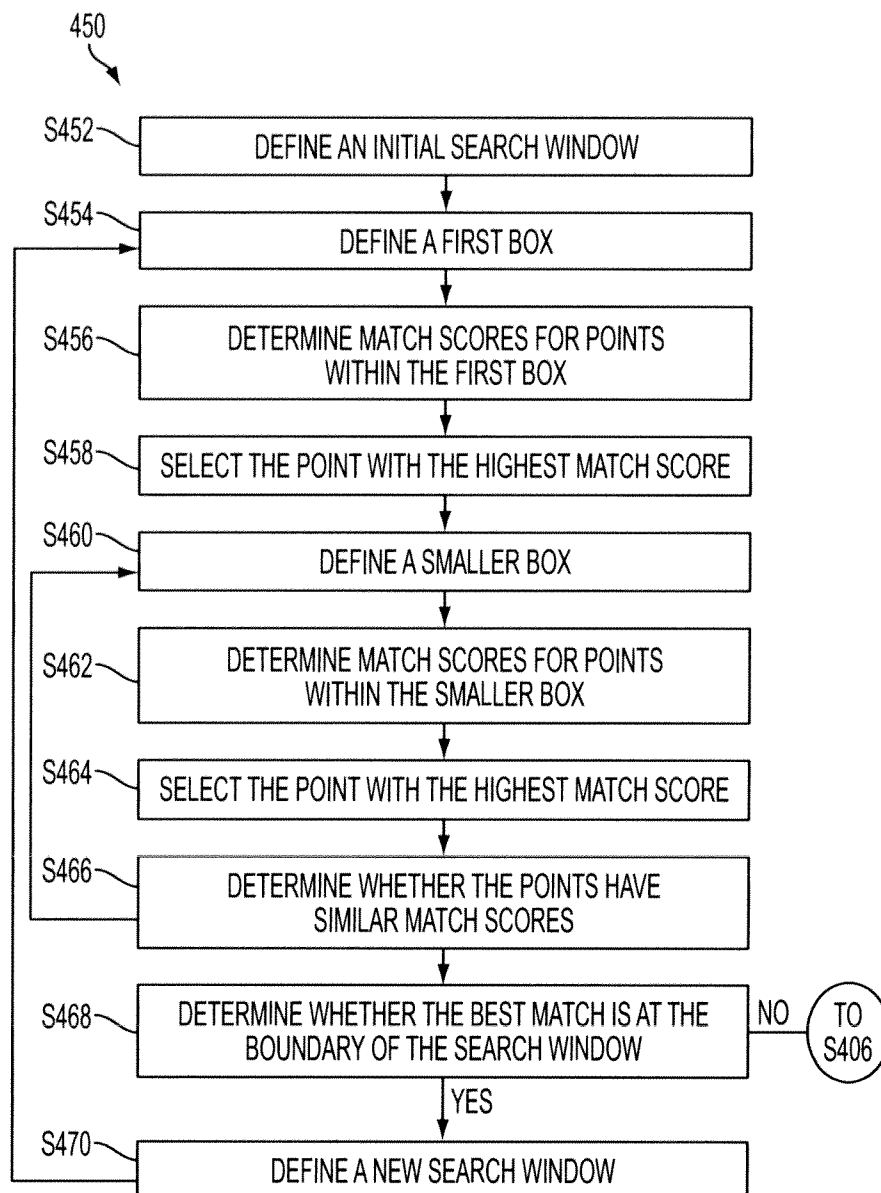 450
S452
DEFINE AN INITIAL SEARCH WINDOW
S454
DEFINE A FIRST BOX
S456
DETERMINE MATCH SCORES FOR POINTS
WITHIN THE FIRST BOX
S458
SELECT THE POINT WITH THE HIGHEST MATCH SCORE
S460
DEFINE A SMALLER BOX
S462
DETERMINE MATCH SCORES FOR POINTS
WITHIN THE SMALLER BOX
S464
SELECT THE POINT WITH THE HIGHEST MATCH SCORE
S466
DETERMINE WHETHER THE POINTS HAVE
SIMILAR MATCH SCORES
S468
DETERMINE WHETHER THE BEST MATCH IS AT THE
BOUNDARY OF THE SEARCH WINDOW
NO
TO
S406
YES
S470
DEFINE A NEW SEARCH WINDOW